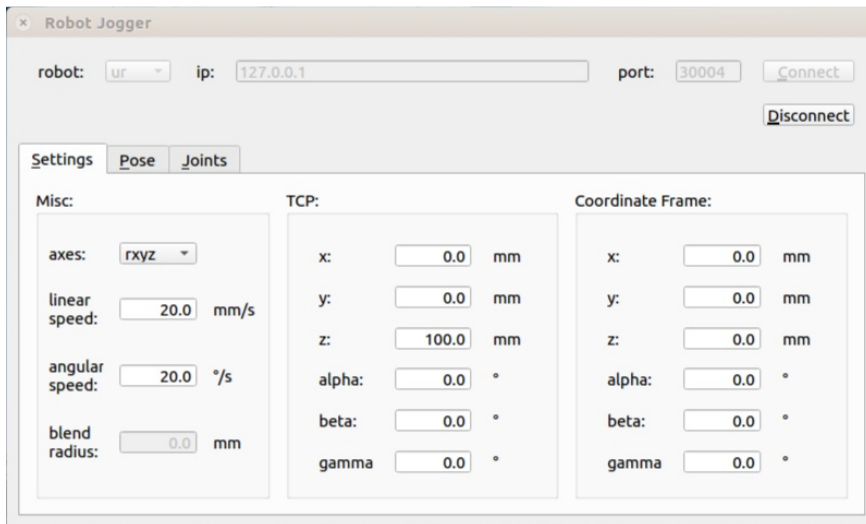 Robot Jogger
robot: ur ip: 127.0.0.1 port: 30004 Connect
Disconnect
Settings Pose Joints
Misc: TCP: Coordinate Frame:
axes: rxyz x: 0.0 mm x: 0.0 mm
linear speed: 20.0 mm/s y: 0.0 mm y: 0.0 mm
z: 100.0 mm z: 0.0 mm
angular speed: 20.0 °/s alpha: 0.0 ° alpha: 0.0 °
beta: 0.0 ° beta: 0.0 °
blend radius: 0.0 mm gamma 0.0 ° gamma 0.0 °